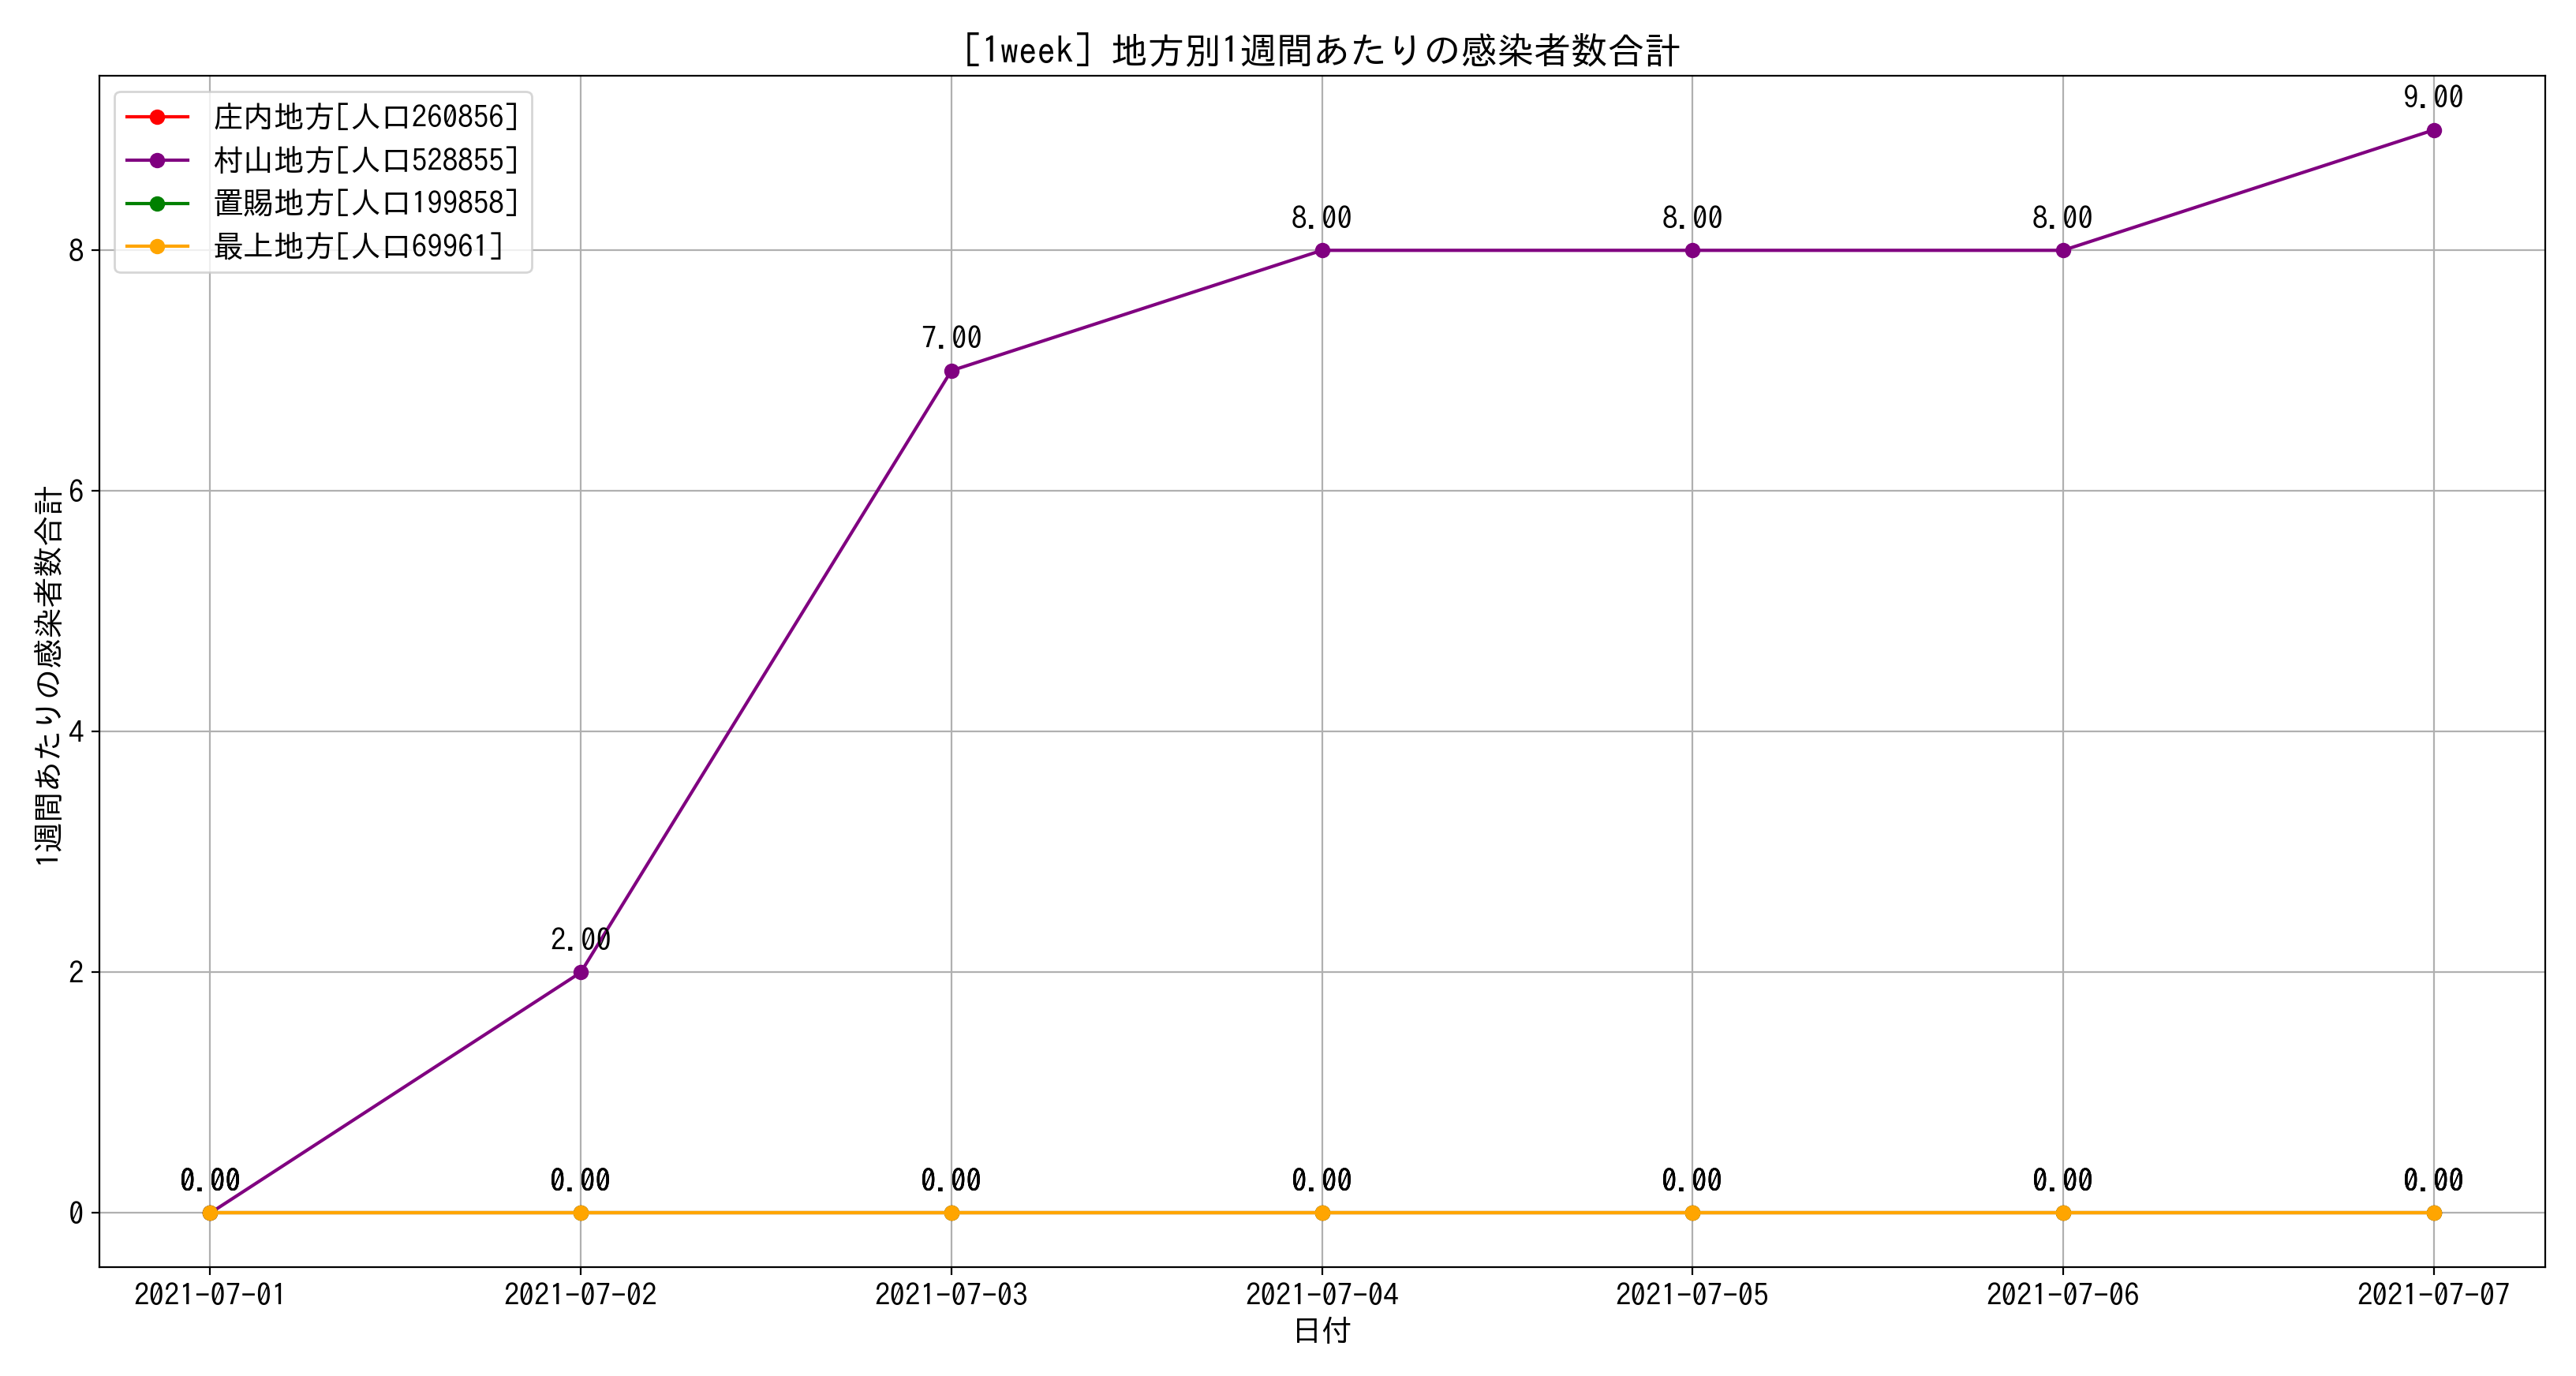 [1week] 地方別1週間あたりの感染者数合計
庄内地方[人口260856]
村山地方[人口528855]
置賜地方[人口199858]
最上地方[人口69961]
1週間あたりの感染者数合計
8
6
4
2
0
9.00
8.00 8.00 8.00
7.00
2.00
0.00 0.00 0.00 0.00 0.00 0.00 0.00
2021-07-01 2021-07-02 2021-07-03 2021-07-04 2021-07-05 2021-07-06 2021-07-07
日付